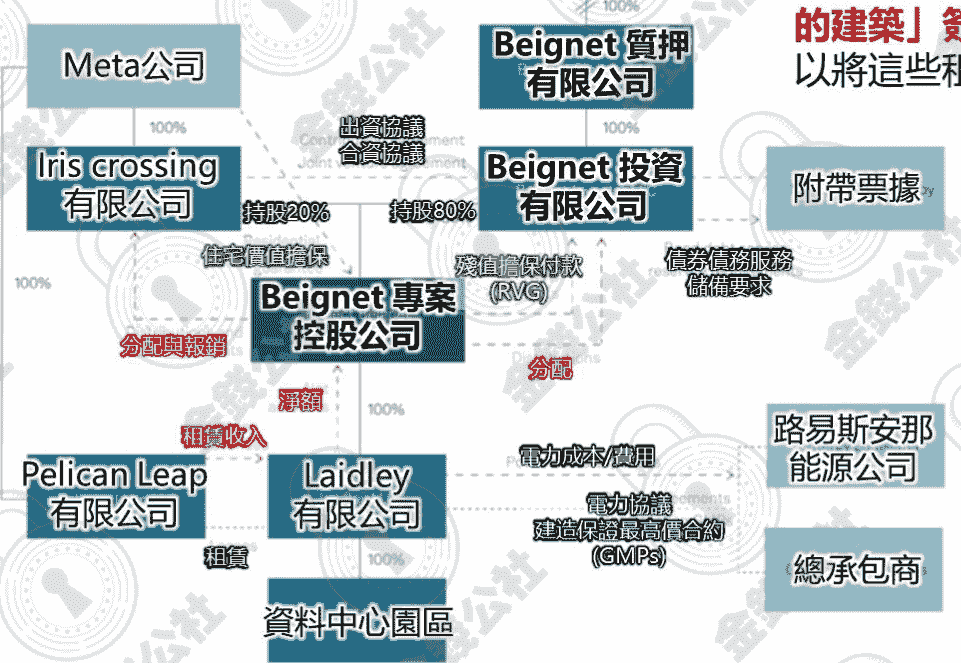 的建築」簽
以將這些租
100%
Meta公司
Beignet 質押
有限公司
100%
100%
出資協議
合資協議
Iris crossing
有限公司
Beignet 投資
有限公司
附帶票據
持股20%
持股80%
住宅價值擔保
殘值擔保付款
(RVG)
債券債務服務
儲備要求
100%
Beignet 專案
控股公司
分配與報銷
分配
淨額
100%
租賃收入
路易斯安那
能源公司
Pelican Leap
有限公司
Laidley
有限公司
電力成本/費用
電力協議
建造保證最高價合約
(GMPs)
租賃
100%
總承包商
資料中心園區
金錢公社